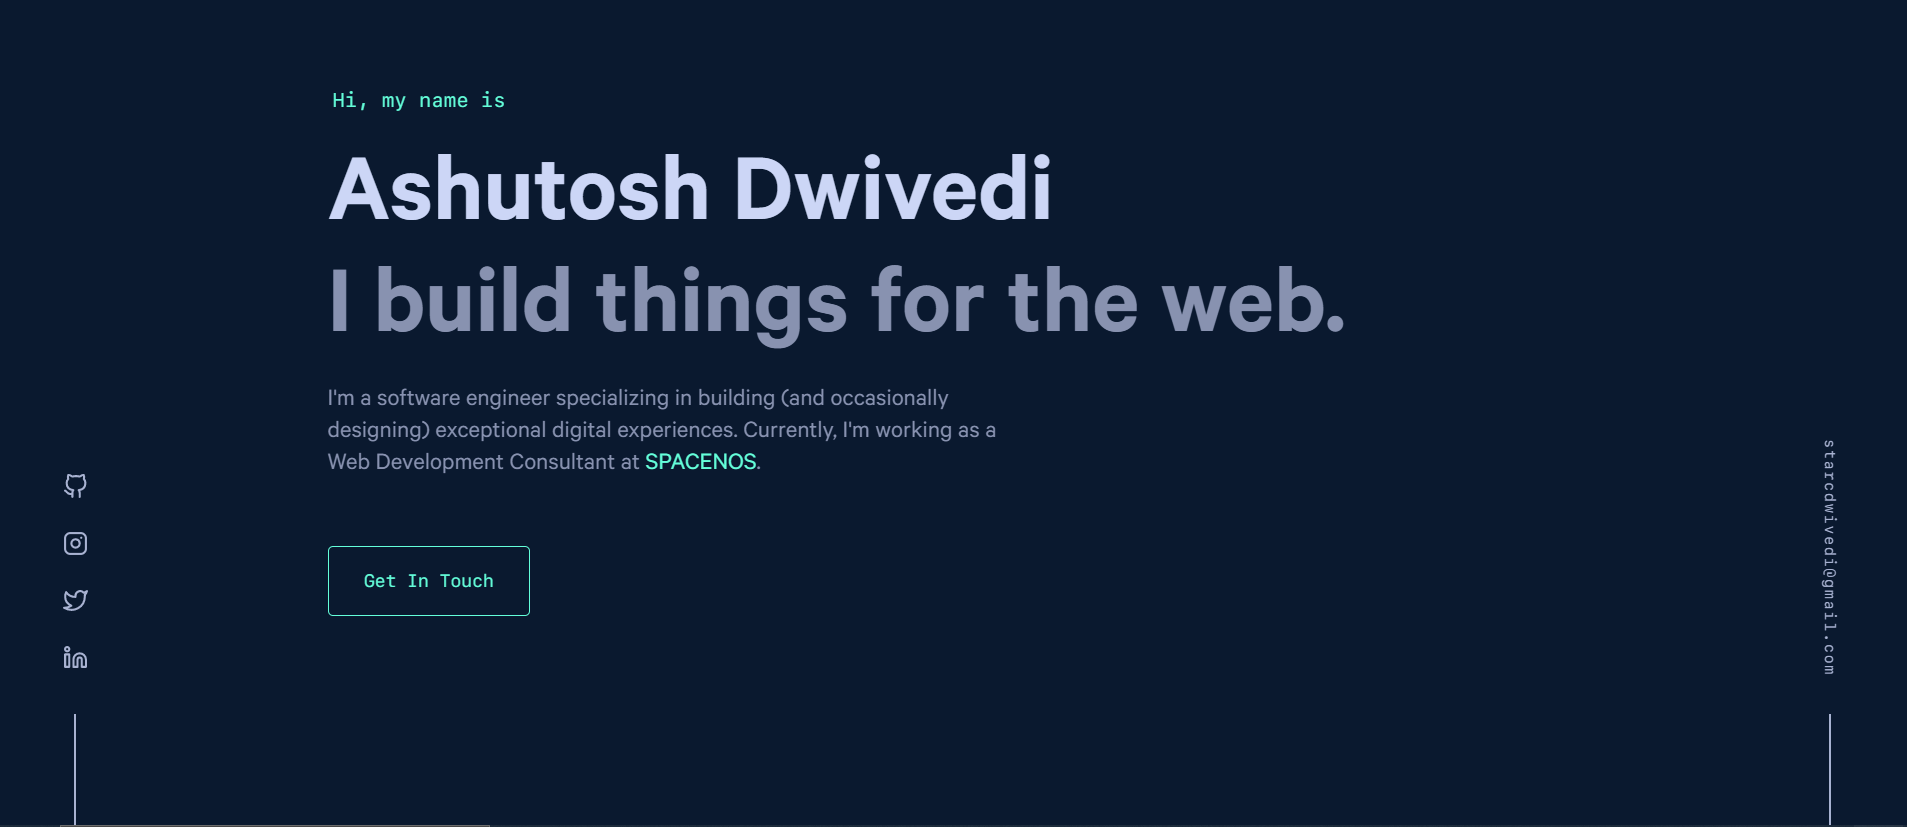 Hi, my name is
Ashutosh Dwivedi
I build things for the web.
I'm a software engineer specializing in building (and occasionally
designing) exceptional digital experiences. Currently, I'm working as a
Web Development Consultant at SPACENOS.
Get In Touch
starcdwivedi@gmail.com